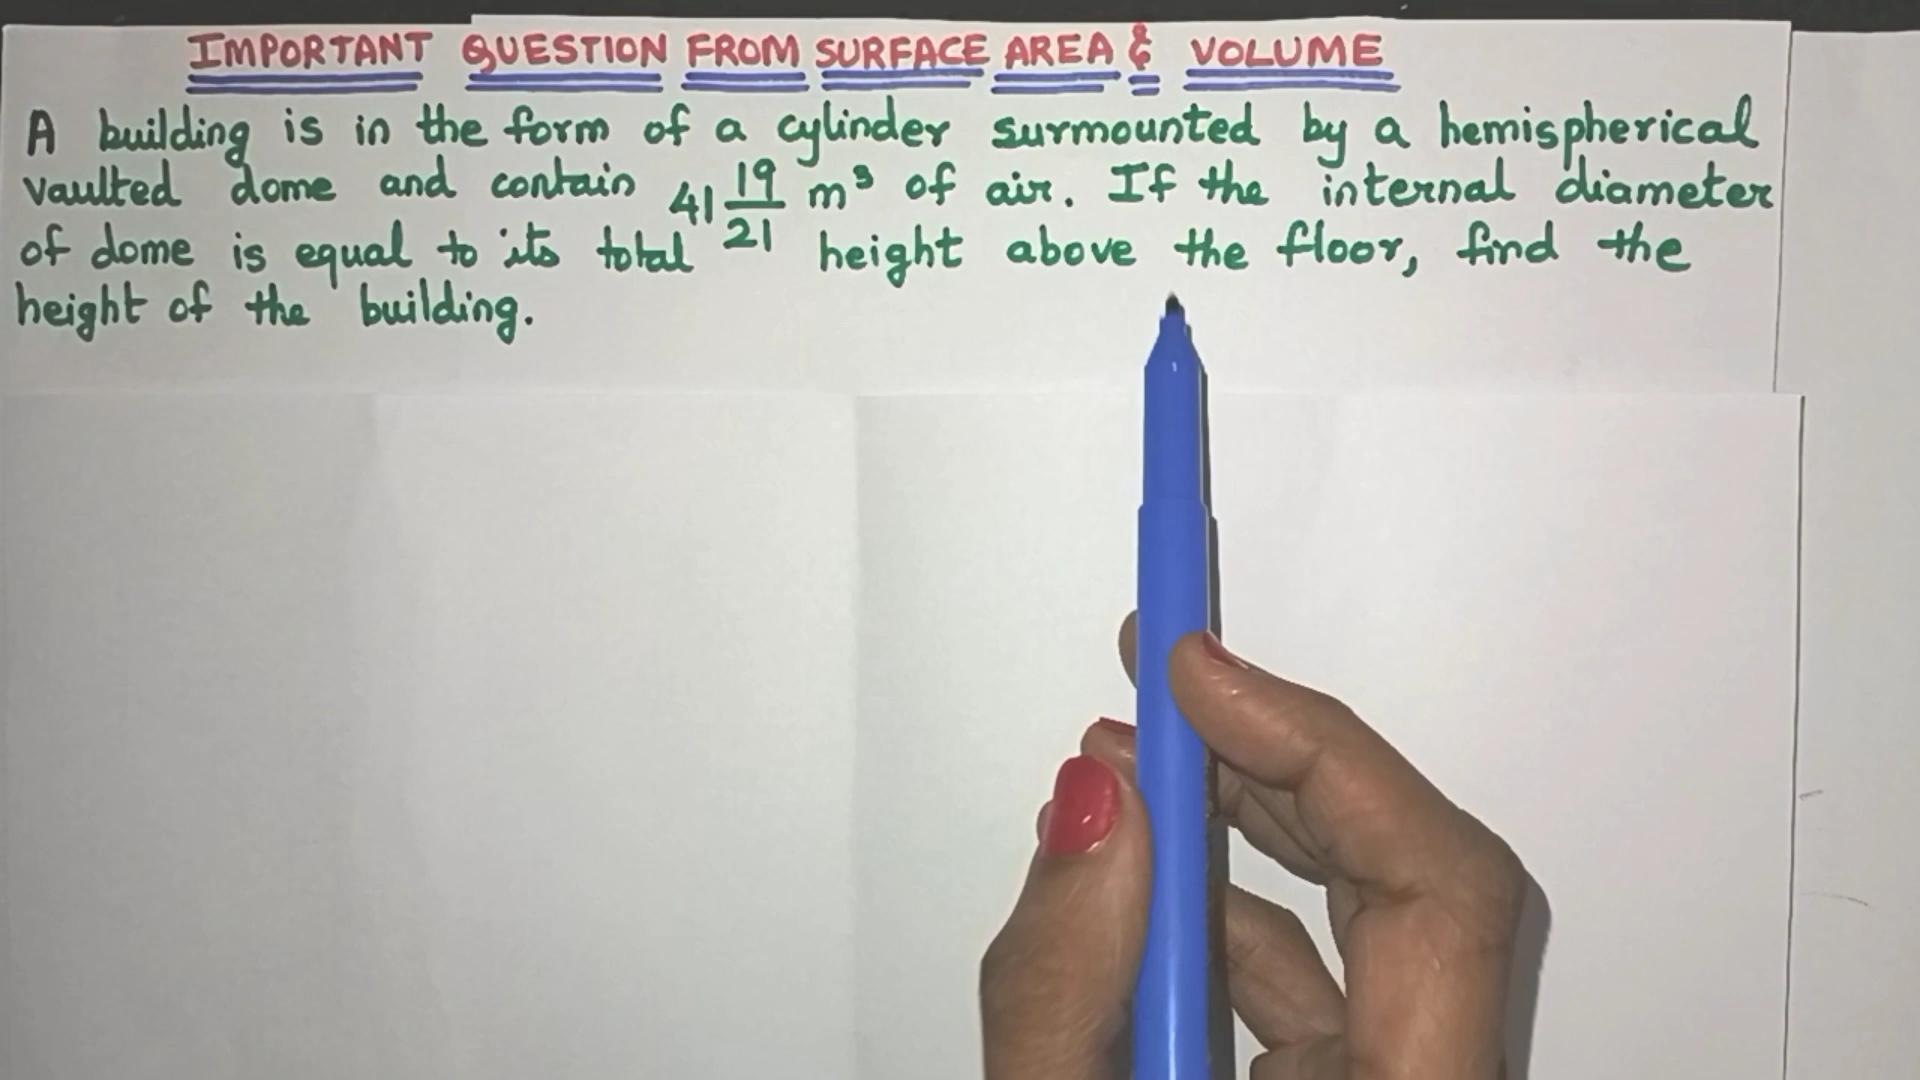 IMPORTANT QUESTION FROM SURFACE AREA & VOLUME
A building is in the form of a cylinder surmounted by a hemispherical
vaulted dome and contain 41 19/21 m³ of air. If the internal diameter
of dome is equal to its total height above the floor, find the
height of the building.